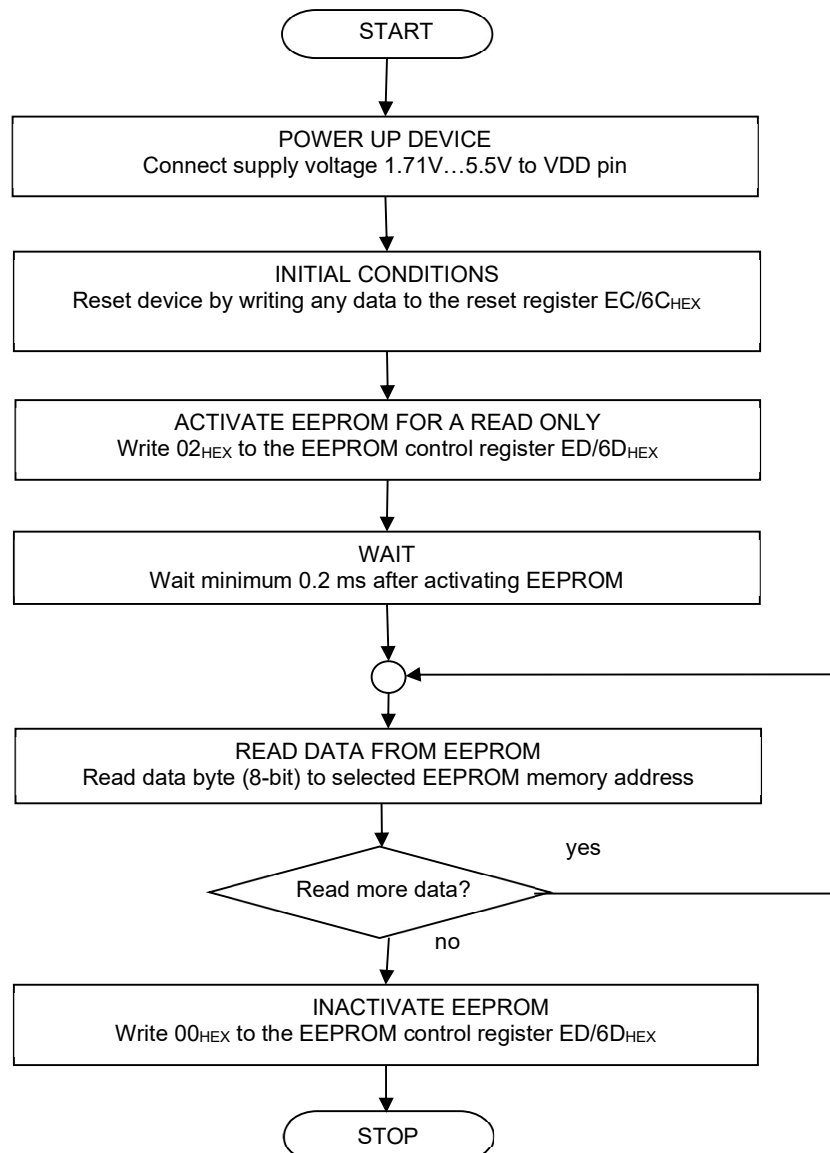 START
POWER UP DEVICE
Connect supply voltage 1.71V…5.5V to VDD pin
INITIAL CONDITIONS
Reset device by writing any data to the reset register EC/6CHEX
ACTIVATE EEPROM FOR A READ ONLY
Write 02HEX to the EEPROM control register ED/6DHEX
WAIT
Wait minimum 0.2 ms after activating EEPROM
READ DATA FROM EEPROM
Read data byte (8-bit) to selected EEPROM memory address
yes
Read more data?
no
INACTIVATE EEPROM
Write 00HEX to the EEPROM control register ED/6DHEX
STOP